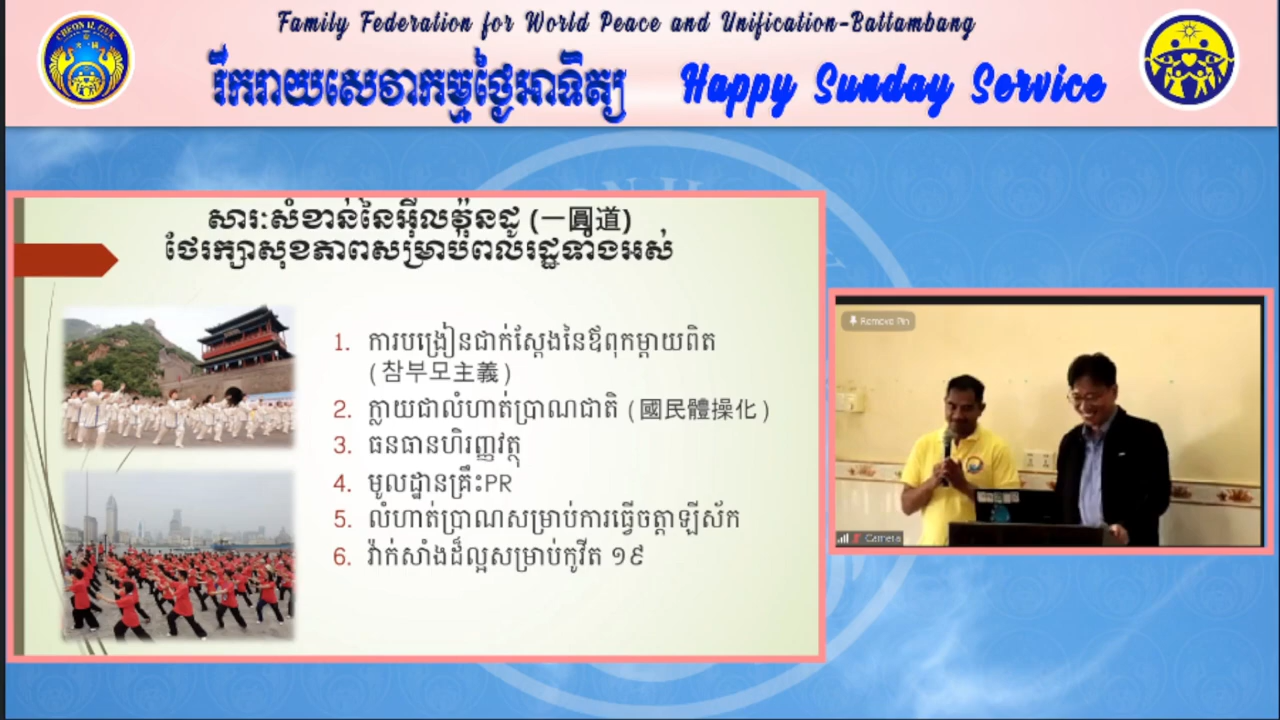 Family Federation for World Peace and Unification-Battambang
CHEON IL GUK
រីករាយសេវាកម្មថ្ងៃអាទិត្យ Happy Sunday Service
សារៈសំខាន់នៃអ៊ីលវ៉ុនដូ (一圓道)
ថែរក្សាសុខភាពសម្រាប់ពលរដ្ឋទាំងអស់
1. ការបង្រៀនជាក់ស្ដែងនៃឪពុកម្ដាយពិត
(참부모主義)
2. ក្លាយជាលំហាត់ប្រាណជាតិ (國民體操化)
3. ធនធានហិរញ្ញវត្ថុ
4. មូលដ្ឋានគ្រឹះPR
5. លំហាត់ប្រាណសម្រាប់ការធ្វើចត្តាឡីស័ក
6. វ៉ាក់សាំងដ៏ល្អសម្រាប់កូវីត ១៩
Remove Pin
Camera